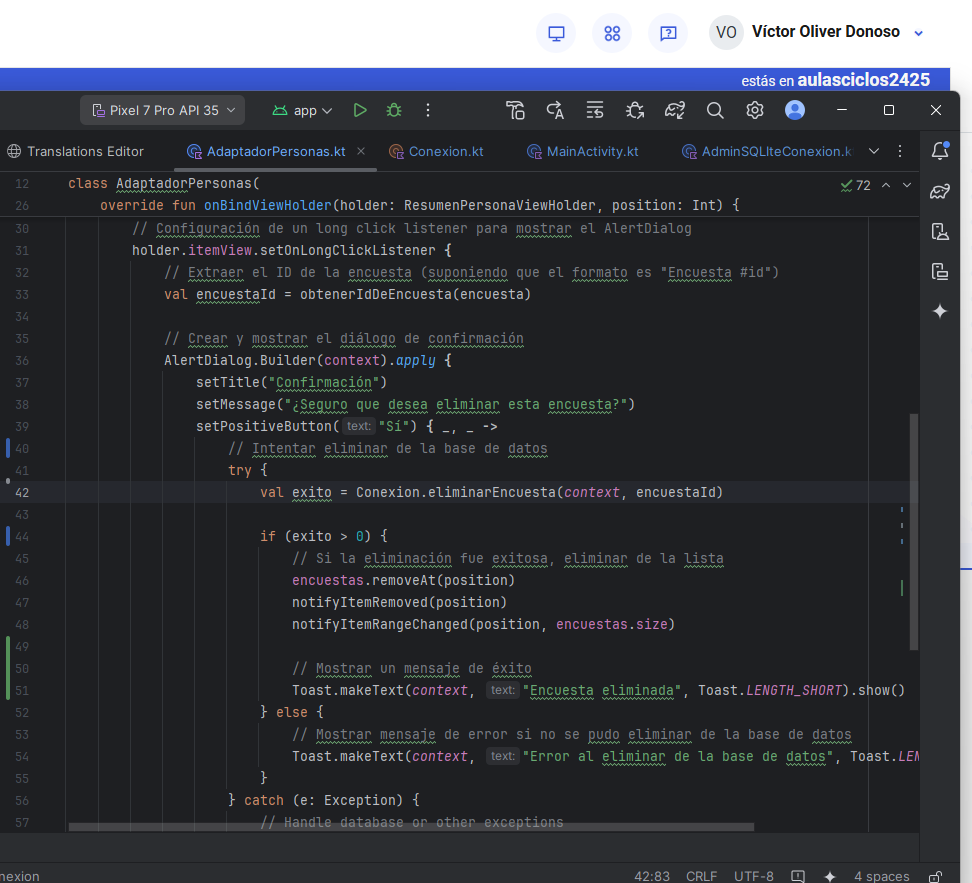 VO Víctor Oliver Donoso
estás en aulasciclos2425
Pixel 7 Pro API 35 app
Translations Editor AdaptadorPersonas.kt Conexion.kt MainActivity.kt AdminSQLIteConexion.k
12 class AdaptadorPersonas( 72
26 override fun onBindViewHolder(holder: ResumenPersonaViewHolder, position: Int) {
30 // Configuración de un long click listener para mostrar el AlertDialog
31 holder.itemView.setOnLongClickListener {
32 // Extraer el ID de la encuesta (suponiendo que el formato es "Encuesta #id")
33 val encuestaId = obtenerIdDeEncuesta(encuesta)
34
35 // Crear y mostrar el diálogo de confirmación
36 AlertDialog.Builder(context).apply {
37 setTitle("Confirmación")
38 setMessage("¿Seguro que desea eliminar esta encuesta?")
39 setPositiveButton( text: "Sí") { _, _ ->
40 // Intentar eliminar de la base de datos
41 try {
42 val exito = Conexion.eliminarEncuesta(context, encuestaId)
43
44 if (exito > 0) {
45 // Si la eliminación fue exitosa, eliminar de la lista
46 encuestas.removeAt(position)
47 notifyItemRemoved(position)
48 notifyItemRangeChanged(position, encuestas.size)
49
50 // Mostrar un mensaje de éxito
51 Toast.makeText(context, text: "Encuesta eliminada", Toast.LENGTH_SHORT).show()
52 } else {
53 // Mostrar mensaje de error si no se pudo eliminar de la base de datos
54 Toast.makeText(context, text: "Error al eliminar de la base de datos", Toast.LEN
55 }
56 } catch (e: Exception) {
57 // Handle database or other exceptions
nexion 42:83 CRLF UTF-8 4 spaces